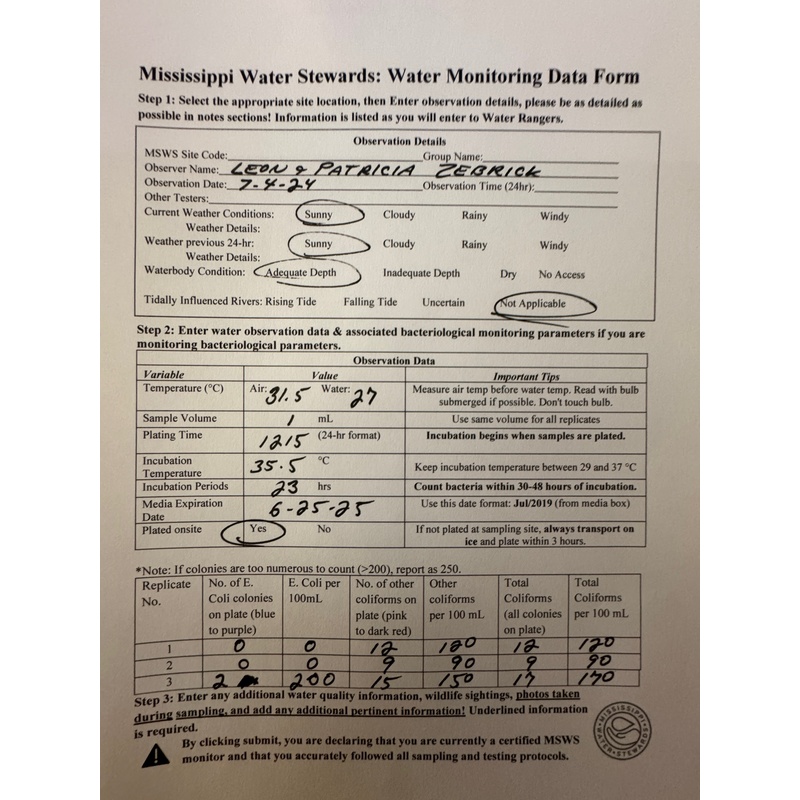 Mississippi Water Stewards: Water Monitoring Data Form
Step 1: Select the appropriate site location, then Enter observation details, please be as detailed as
possible in notes sections! Information is listed as you will enter to Water Rangers.
Observation Details
MSWS Site Code: Group Name:
Observer Name: LEON & PATRICIA ZEBRICK
Observation Date: 7-4-24 Observation Time (24hr):
Other Testers:
Current Weather Conditions: Sunny Cloudy Rainy Windy
Weather Details:
Weather previous 24-hr: Sunny Cloudy Rainy Windy
Weather Details:
Waterbody Condition: Adequate Depth Inadequate Depth Dry No Access
Tidally Influenced Rivers: Rising Tide Falling Tide Uncertain Not Applicable
Step 2: Enter water observation data & associated bacteriological monitoring parameters if you are
monitoring bacteriological parameters.
Observation Data
Variable Value Important Tips
Temperature (°C) Air: 31.5 Water: 27 Measure air temp before water temp. Read with bulb
submerged if possible. Don't touch bulb.
Sample Volume 1 mL Use same volume for all replicates
Plating Time 1215 (24-hr format) Incubation begins when samples are plated.
Incubation
Temperature 35.5 °C Keep incubation temperature between 29 and 37 °C
Incubation Periods 23 hrs Count bacteria within 30-48 hours of incubation.
Media Expiration
Date 6-25-25 Use this date format: Jul/2019 (from media box)
Plated onsite Yes No If not plated at sampling site, always transport on
ice and plate within 3 hours.
*Note: If colonies are too numerous to count (>200), report as 250.
Replicate No. of E. E. Coli per No. of other Other Total Total
No. Coli colonies 100mL coliforms on coliforms Coliforms Coliforms
on plate (blue plate (pink per 100 mL (all colonies per 100 mL
to purple) to dark red) on plate)
1 0 0 12 120 12 120
2 0 0 9 90 9 90
3 2 200 15 150 17 170
Step 3: Enter any additional water quality information, wildlife sightings, photos taken
during sampling, and add any additional pertinent information! Underlined information
is required.
By clicking submit, you are declaring that you are currently a certified MSWS
monitor and that you accurately followed all sampling and testing protocols.
MISSISSIPPI WATER STEWARDS